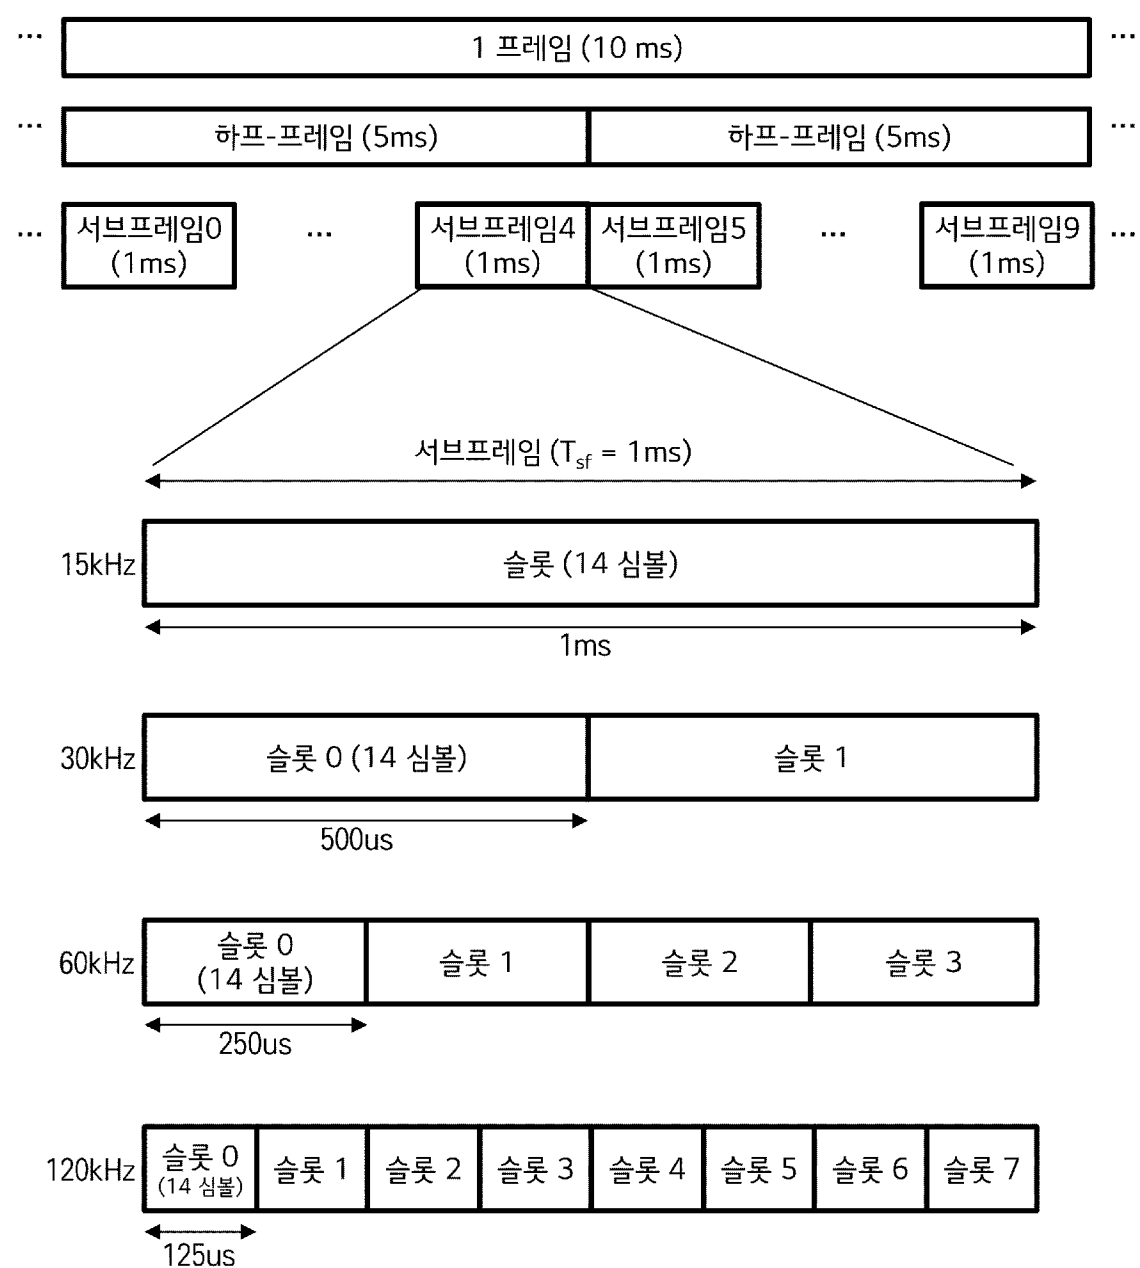 ... 1 프레임 (10 ms) ...
... 하프-프레임 (5ms) 하프-프레임 (5ms) ...
... 서브프레임0 ... 서브프레임4 서브프레임5 ... 서브프레임9 ...
(1ms) (1ms) (1ms) (1ms)
서브프레임 (Tsf = 1ms)
15kHz 슬롯 (14 심볼)
1ms
30kHz 슬롯 0 (14 심볼) 슬롯 1
500us
60kHz 슬롯 0 슬롯 1 슬롯 2 슬롯 3
(14 심볼)
250us
120kHz 슬롯 0 슬롯 1 슬롯 2 슬롯 3 슬롯 4 슬롯 5 슬롯 6 슬롯 7
(14 심볼)
125us